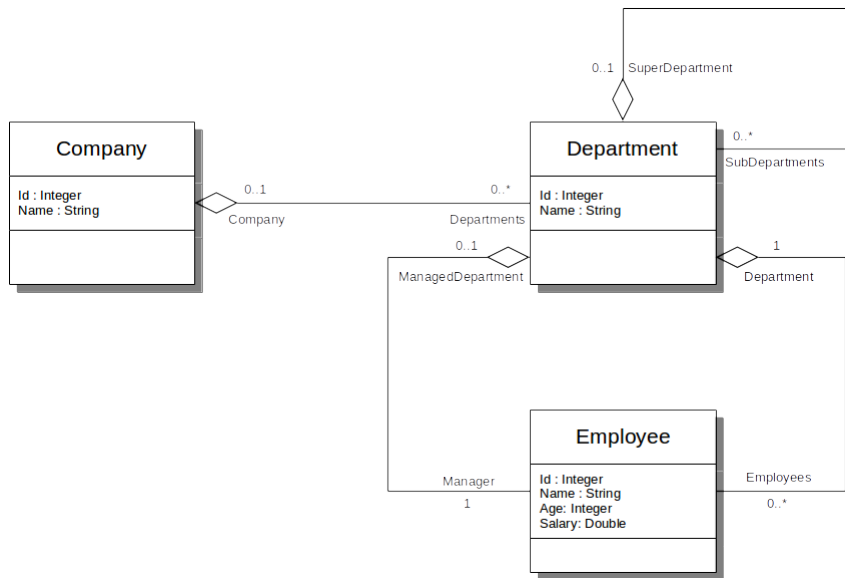 0..1 SuperDepartment
Company
Department
0..*
SubDepartments
Id : Integer
Name : String
0..1
Company
0..*
Departments
Id : Integer
Name : String
0..1
ManagedDepartment
1
Department
Employee
Manager
1
Id : Integer
Name : String
Age: Integer
Salary: Double
Employees
0..*